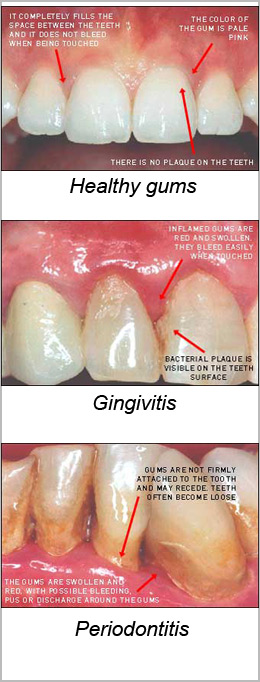 IT COMPLETELY FILLS THE
SPACE BETWEEN THE TEETH
AND IT DOES NOT BLEED
WHEN BEING TOUCHED
THE COLOR OF
THE GUM IS PALE
PINK
THERE IS NO PLAQUE ON THE TEETH
Healthy gums
INFLAMED GUMS ARE
RED AND SWOLLEN,
THEY BLEED EASILY
WHEN TOUCHED
BACTERIAL PLAQUE IS
VISIBLE ON THE TEETH
SURFACE
Gingivitis
GUMS ARE NOT FIRMLY
ATTACHED TO THE TOOTH
AND MAY RECEDE. TEETH
OFTEN BECOME LOOSE
THE GUMS ARE SWOLLEN AND
RED, WITH POSSIBLE BLEEDING,
PUS OR DISCHARGE AROUND THE GUMS
Periodontitis